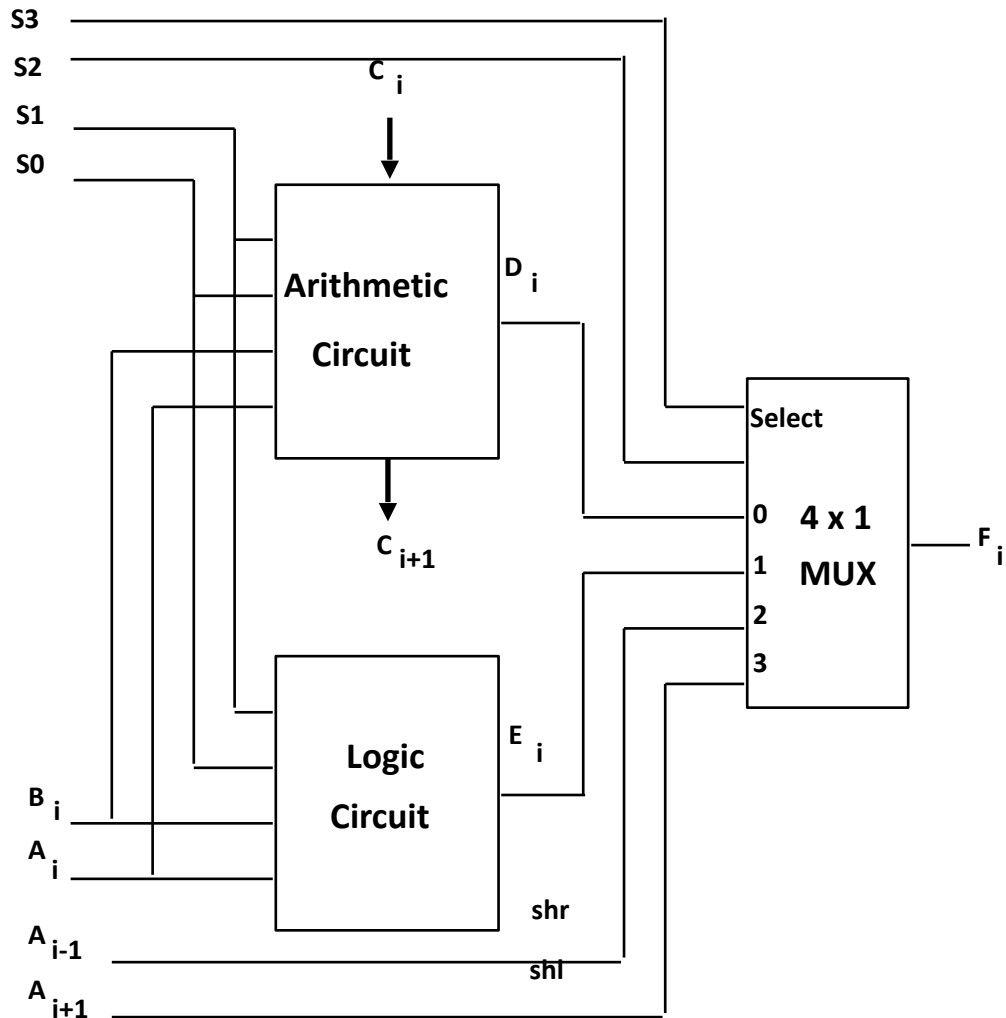 S3
S2
S1
S0
C i
Arithmetic
Circuit
D i
C i+1
Select
0
1
2
3
4 x 1
MUX
F i
Logic
Circuit
E i
B i
A i
A i-1
A i+1
shr
shl